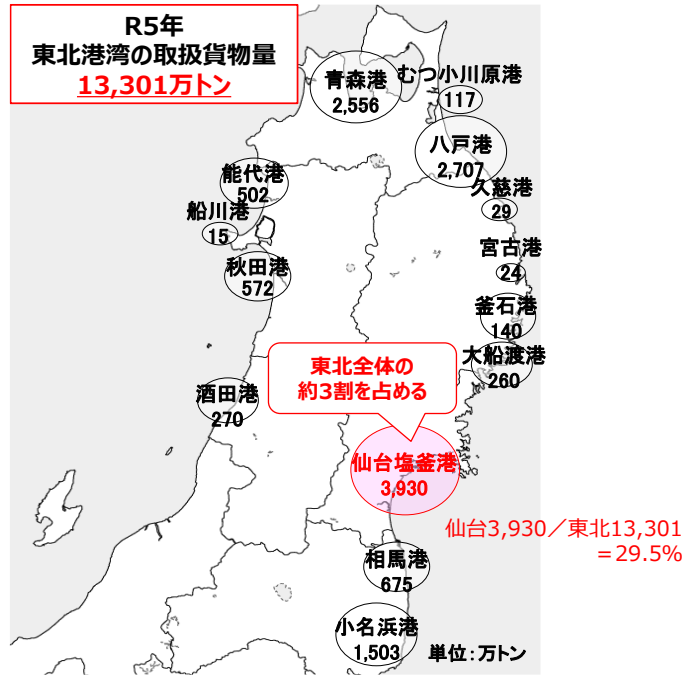 R5年
東北港湾の取扱貨物量
13,301万トン
青森港
2,556
むつ小川原港
117
八戸港
2,707
能代港
502
久慈港
29
船川港
15
宮古港
24
秋田港
572
釜石港
140
東北全体の
約3割を占める
大船渡港
260
酒田港
270
仙台塩釜港
3,930
仙台3,930／東北13,301
＝29.5%
相馬港
675
小名浜港
1,503
単位：万トン